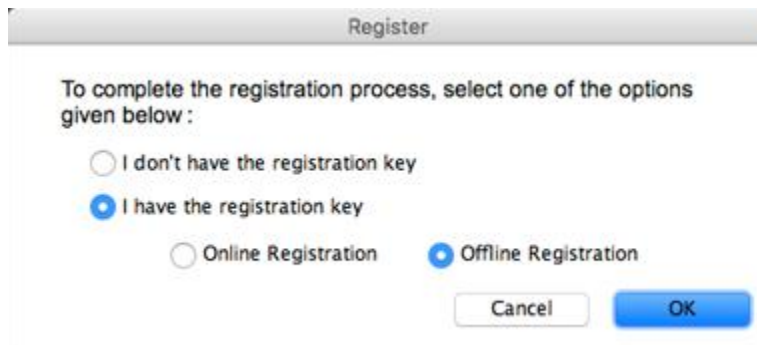 Register
To complete the registration process, select one of the options
given below :
I don't have the registration key
I have the registration key
Online Registration Offline Registration
Cancel OK